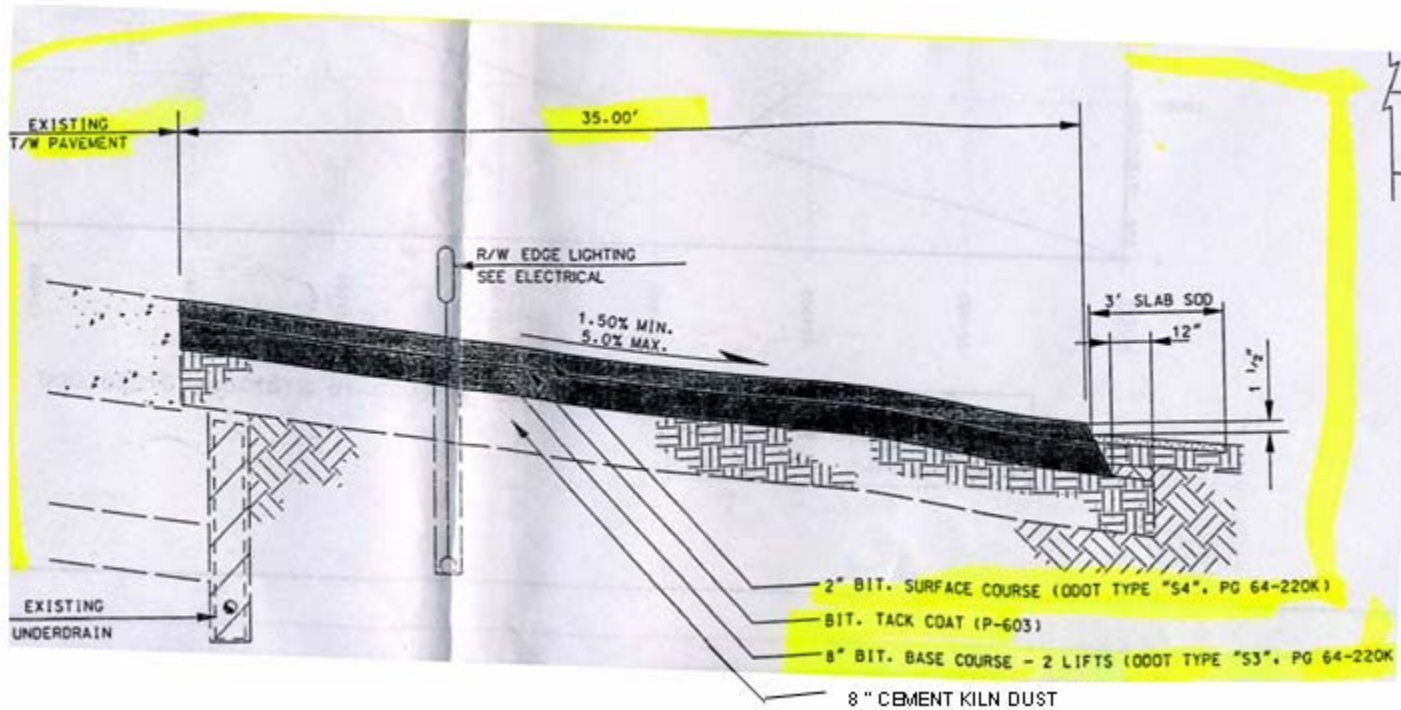 EXISTING
T/W PAVEMENT
35.00'
R/W EDGE LIGHTING
SEE ELECTRICAL
1.50% MIN.
5.0% MAX.
3' SLAB SOD
12"
1 1/2"
2" BIT. SURFACE COURSE (ODOT TYPE "S4". PG 64-220K)
BIT. TACK COAT (P-603)
8" BIT. BASE COURSE - 2 LIFTS (ODOT TYPE "S3". PG 64-220K
8" CEMENT KILN DUST
EXISTING
UNDERDRAIN